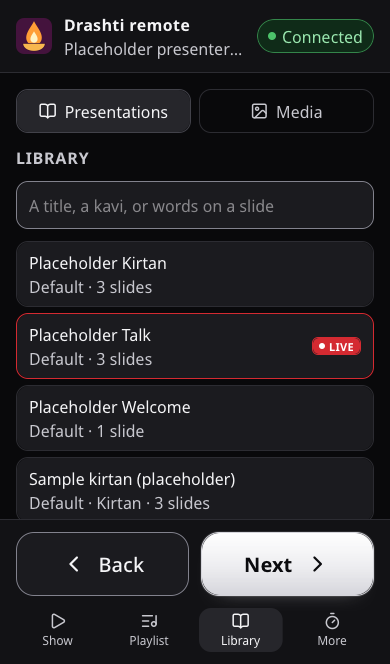 Drashti remote
Placeholder presenter...
Connected
Presentations
Media
LIBRARY
A title, a kavi, or words on a slide
Placeholder Kirtan
Default · 3 slides
Placeholder Talk
Default · 3 slides
LIVE
Placeholder Welcome
Default · 1 slide
Sample kirtan (placeholder)
Default · Kirtan · 3 slides
Back
Next
Show
Playlist
Library
More